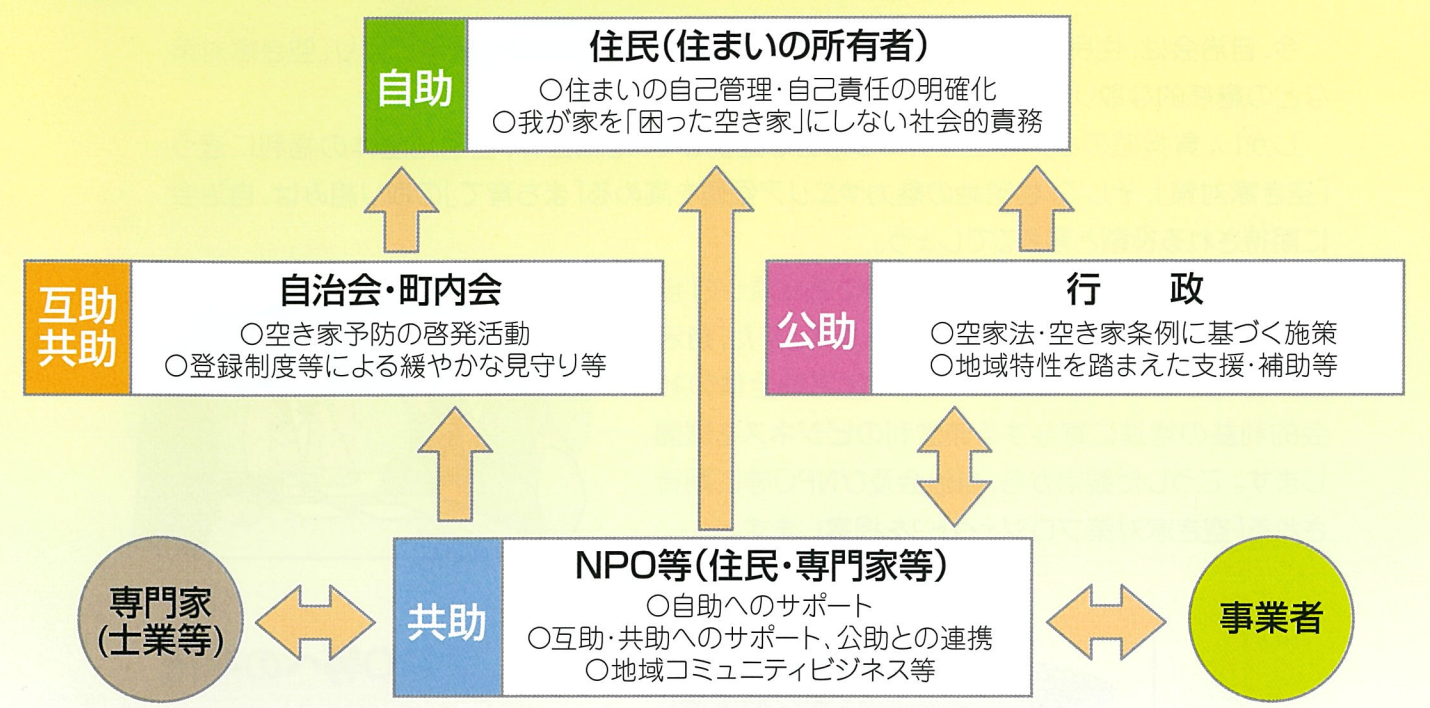 自助
住民(住まいの所有者)
○住まいの自己管理・自己責任の明確化
○我が家を「困った空き家」にしない社会的責務
互助
共助
自治会・町内会
○空き家予防の啓発活動
○登録制度等による緩やかな見守り等
公助
行　政
○空家法・空き家条例に基づく施策
○地域特性を踏まえた支援・補助等
専門家
(士業等)
共助
NPO等(住民・専門家等)
○自助へのサポート
○互助・共助へのサポート、公助との連携
○地域コミュニティビジネス等
事業者